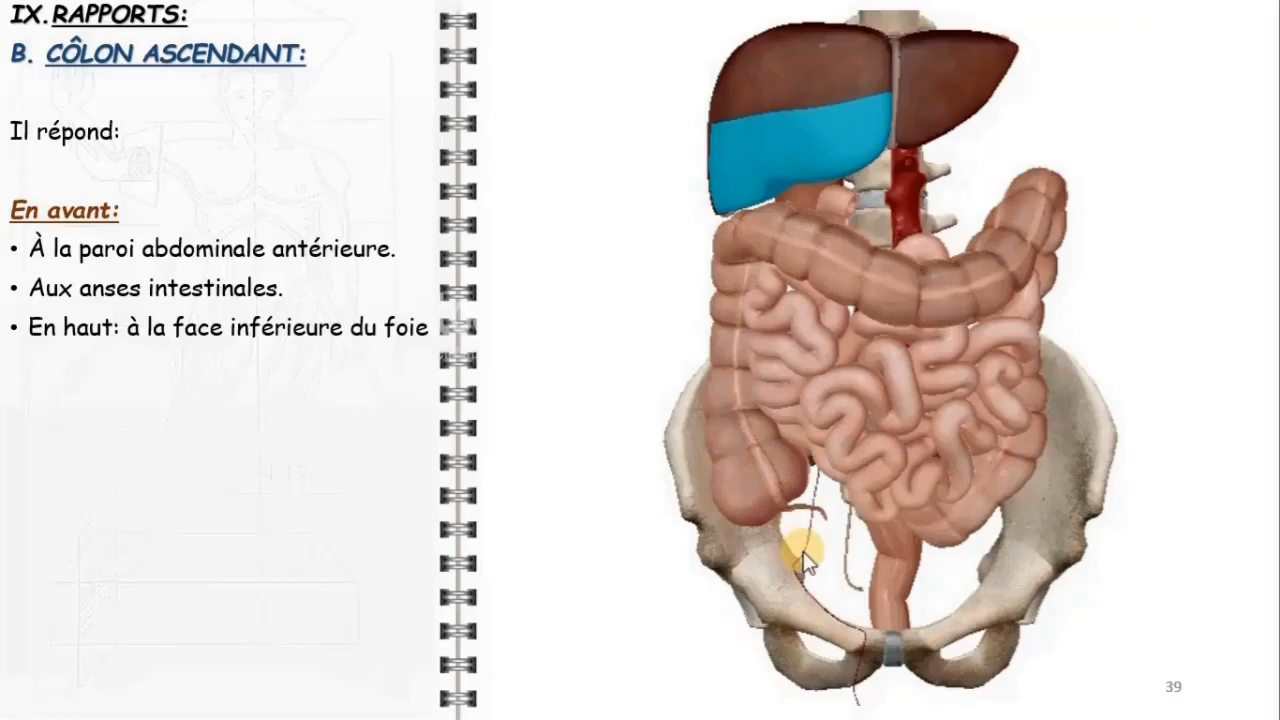 IX. RAPPORTS:
B. CÔLON ASCENDANT:
Il répond:
En avant:
• À la paroi abdominale antérieure.
• Aux anses intestinales.
• En haut: à la face inférieure du foie
39